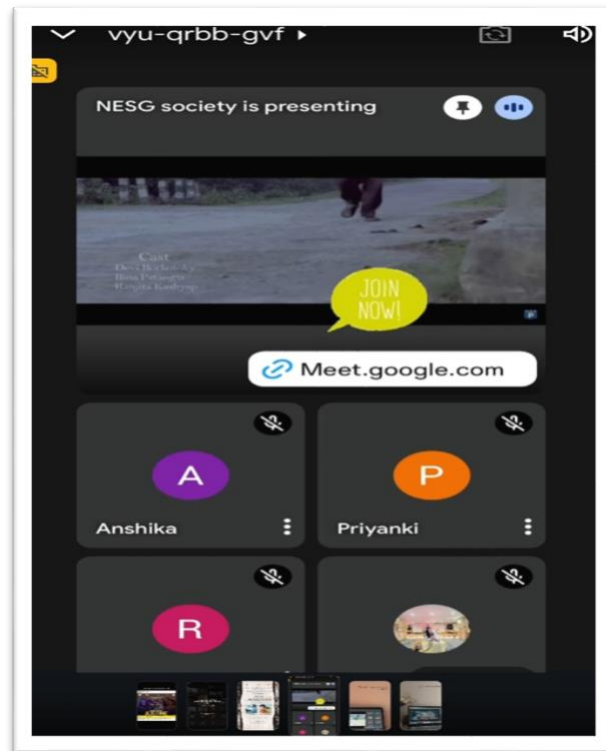 vyu-qrbb-gvf
NESG society is presenting
Cast
JOIN
NOW!
Meet.google.com
A
Anshika
P
Priyanki
R